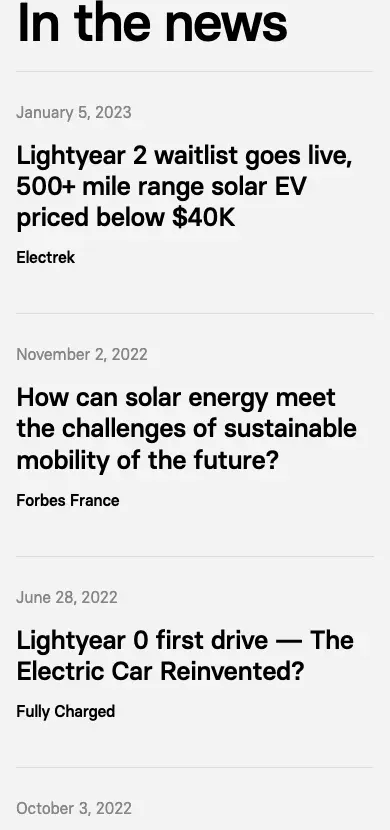 In the news
January 5, 2023
Lightyear 2 waitlist goes live,
500+ mile range solar EV
priced below $40K
Electrek
November 2, 2022
How can solar energy meet
the challenges of sustainable
mobility of the future?
Forbes France
June 28, 2022
Lightyear 0 first drive — The
Electric Car Reinvented?
Fully Charged
October 3, 2022